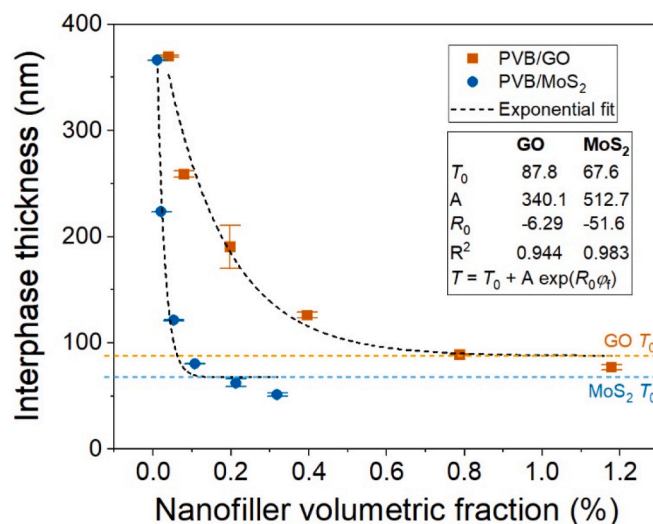 400
300
200
100
0
Interphase thickness (nm)
PVB/GO
PVB/MoS₂
Exponential fit
GO MoS₂
T₀ 87.8 67.6
A 340.1 512.7
R₀ -6.29 -51.6
R² 0.944 0.983
T = T₀ + A exp(R₀φf)
GO T₀
MoS₂ T₀
0.0 0.2 0.4 0.6 0.8 1.0 1.2
Nanofiller volumetric fraction (%)